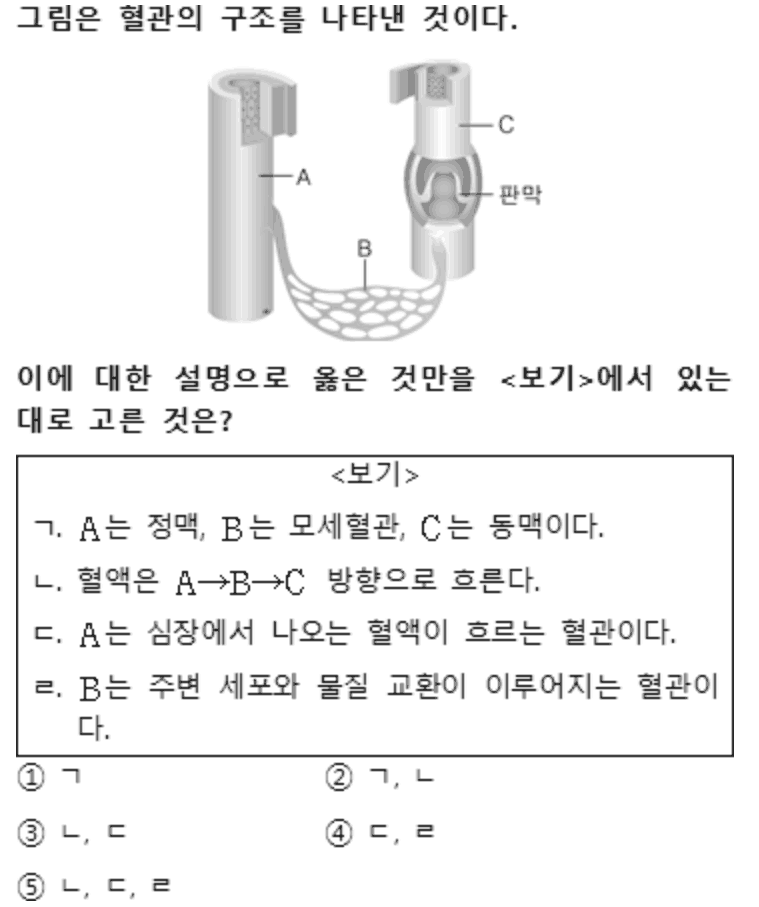 그림은 혈관의 구조를 나타낸 것이다.
A
B
C
판막
이에 대한 설명으로 옳은 것만을 <보기>에서 있는
대로 고른 것은?
<보기>
ㄱ. A는 정맥, B는 모세혈관, C는 동맥이다.
ㄴ. 혈액은 A→B→C 방향으로 흐른다.
ㄷ. A는 심장에서 나오는 혈액이 흐르는 혈관이다.
ㄹ. B는 주변 세포와 물질 교환이 이루어지는 혈관이
다.
① ㄱ ② ㄱ, ㄴ
③ ㄴ, ㄷ ④ ㄷ, ㄹ
⑤ ㄴ, ㄷ, ㄹ